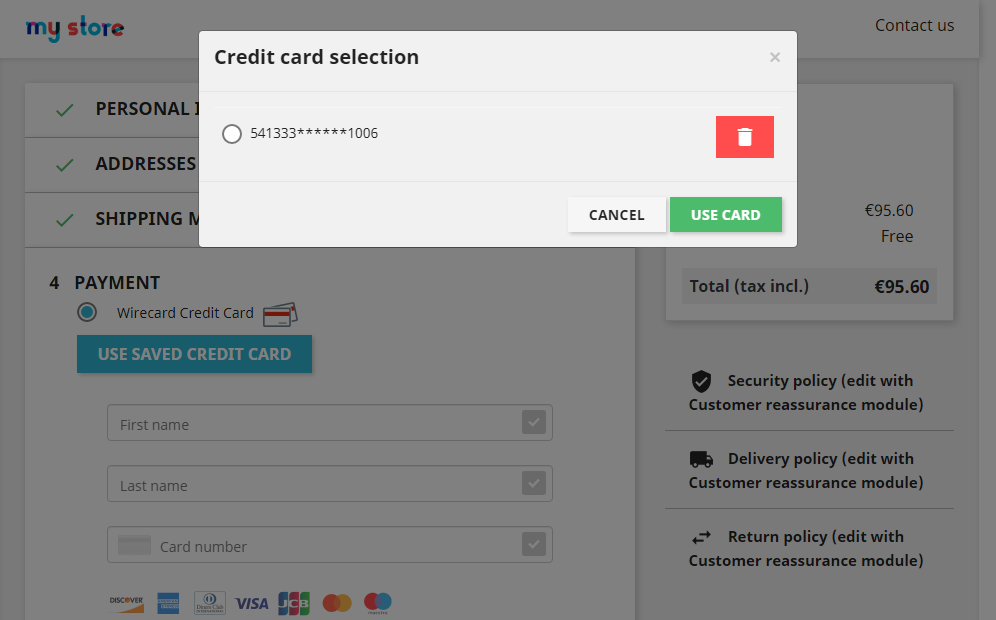 my store
Contact us
Credit card selection
×
PERSONAL I
541333******1006
ADDRESSES
SHIPPING M
CANCEL
USE CARD
€95.60
Free
Total (tax incl.)
€95.60
4 PAYMENT
Wirecard Credit Card
USE SAVED CREDIT CARD
First name
Last name
Card number
DISCOVER
Diners Club
VISA
JCB
maestro
Security policy (edit with
Customer reassurance module)
Delivery policy (edit with
Customer reassurance module)
Return policy (edit with
Customer reassurance module)